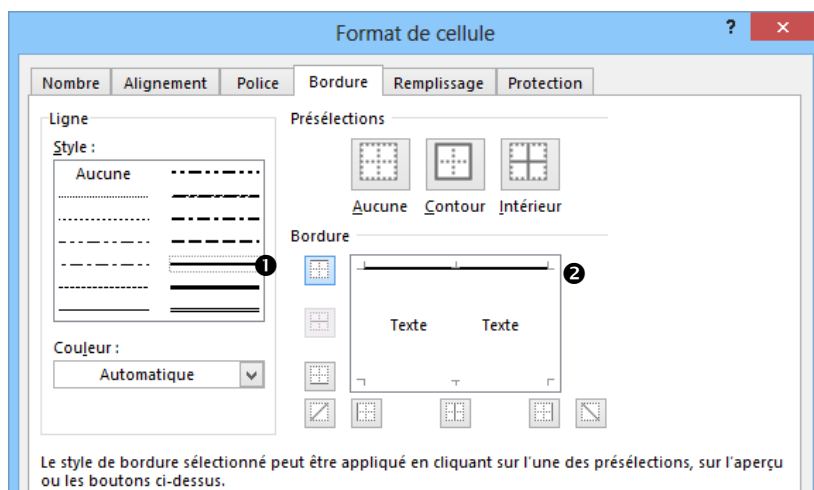 Format de cellule
? ×
Nombre Alignement Police Bordure Remplissage Protection
Ligne
Style :
Aucune
❶
Couleur :
Automatique
Présélections
Aucune Contour Intérieur
Bordure
❷
Texte Texte
Le style de bordure sélectionné peut être appliqué en cliquant sur l'une des présélections, sur l'aperçu
ou les boutons ci-dessus.